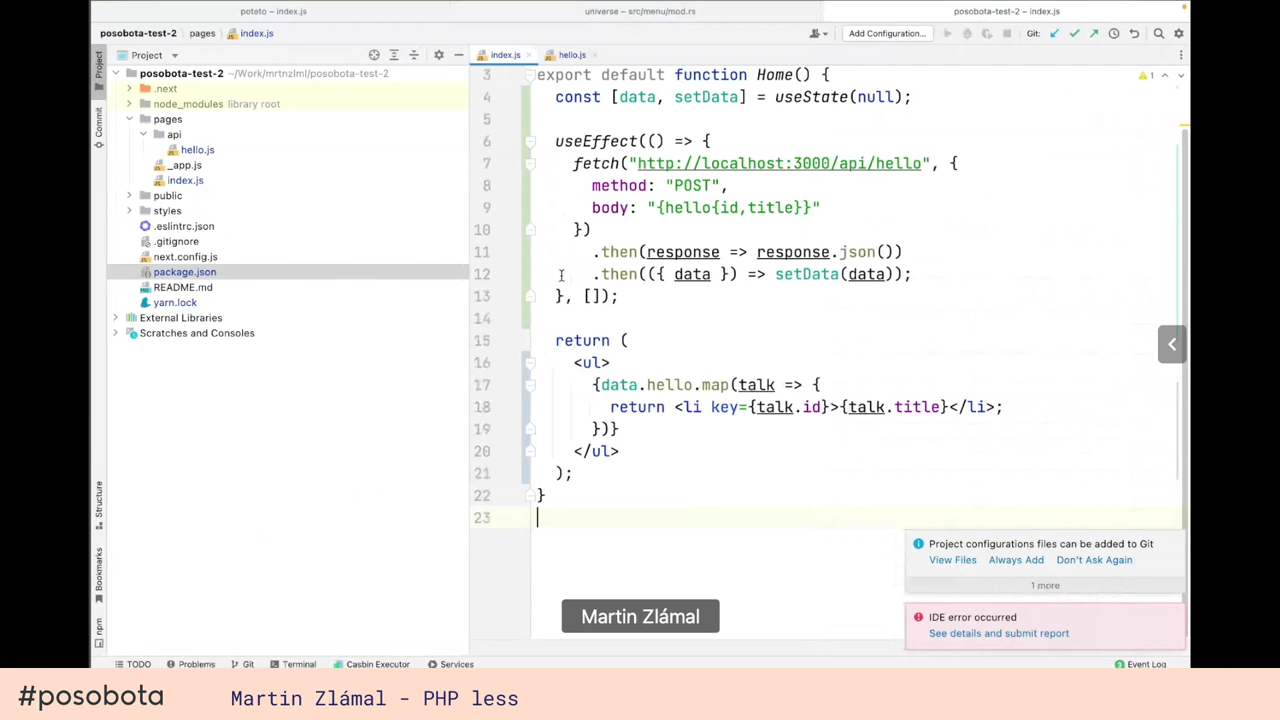 poteto – index.js
universe – src/menu/mod.rs
posobota-test-2 – index.js
posobota-test-2
pages
index.js
Add Configuration...
Git:
Project
index.js
hello.js
Project
Commit
Structure
Bookmarks
npm
posobota-test-2 ~/Work/mrtnzlml/posobota-test-2
.next
node_modules library root
pages
api
hello.js
_app.js
index.js
public
styles
.eslintrc.json
.gitignore
next.config.js
package.json
README.md
yarn.lock
External Libraries
Scratches and Consoles
3 export default function Home() {
4 const [data, setData] = useState(null);
5
6 useEffect(() => {
7 fetch("http://localhost:3000/api/hello", {
8 method: "POST",
9 body: "{hello{id,title}}"
10 })
11 .then(response => response.json())
12 .then(({ data }) => setData(data));
13 }, []);
14
15 return (
16 <ul>
17 {data.hello.map(talk => {
18 return <li key={talk.id}>{talk.title}</li>;
19 })}
20 </ul>
21 );
22 }
23
1
Project configurations files can be added to Git
View Files Always Add Don't Ask Again
1 more
IDE error occurred
See details and submit report
Martin Zlámal
TODO
Problems
Git
Terminal
Casbin Executor
Services
Event Log
#posobota
Martin Zlámal - PHP less